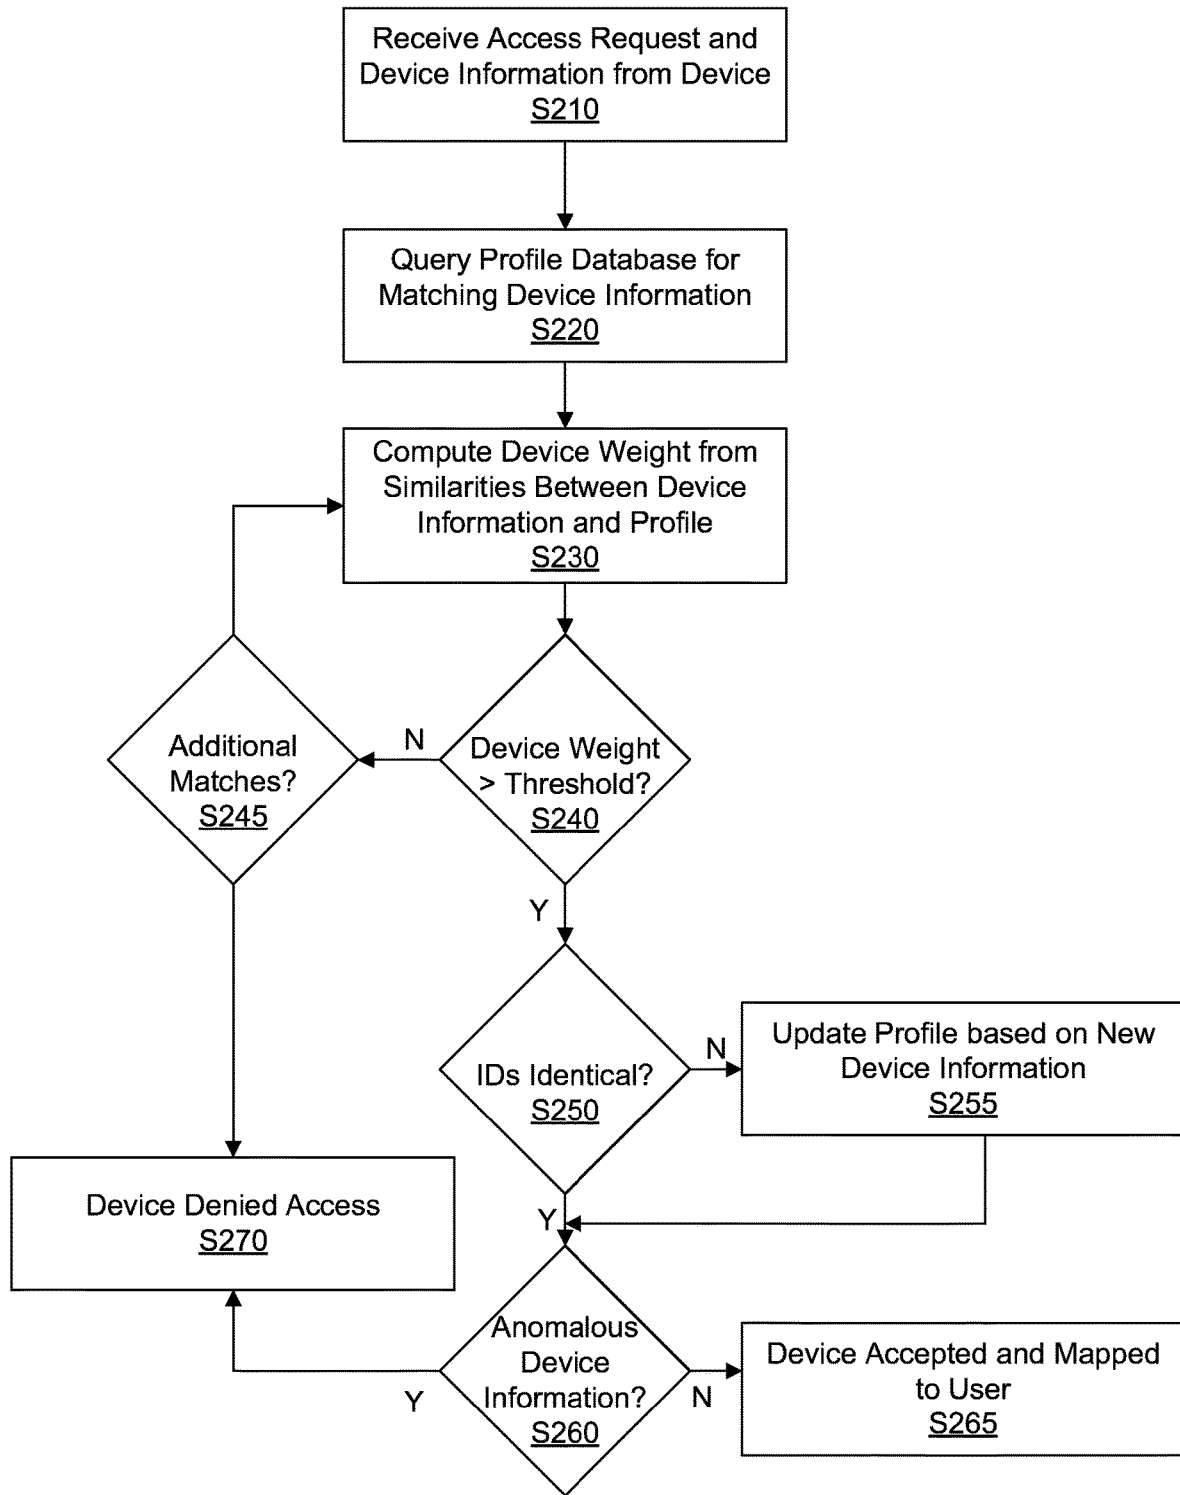 Receive Access Request and
Device Information from Device
S210
Query Profile Database for
Matching Device Information
S220
Compute Device Weight from
Similarities Between Device
Information and Profile
S230
Additional
Matches?
S245
N
Device Weight
> Threshold?
S240
Y
IDs Identical?
S250
N
Update Profile based on New
Device Information
S255
Device Denied Access
S270
Y
Anomalous
Device
Information?
S260
Y
N
Device Accepted and Mapped
to User
S265